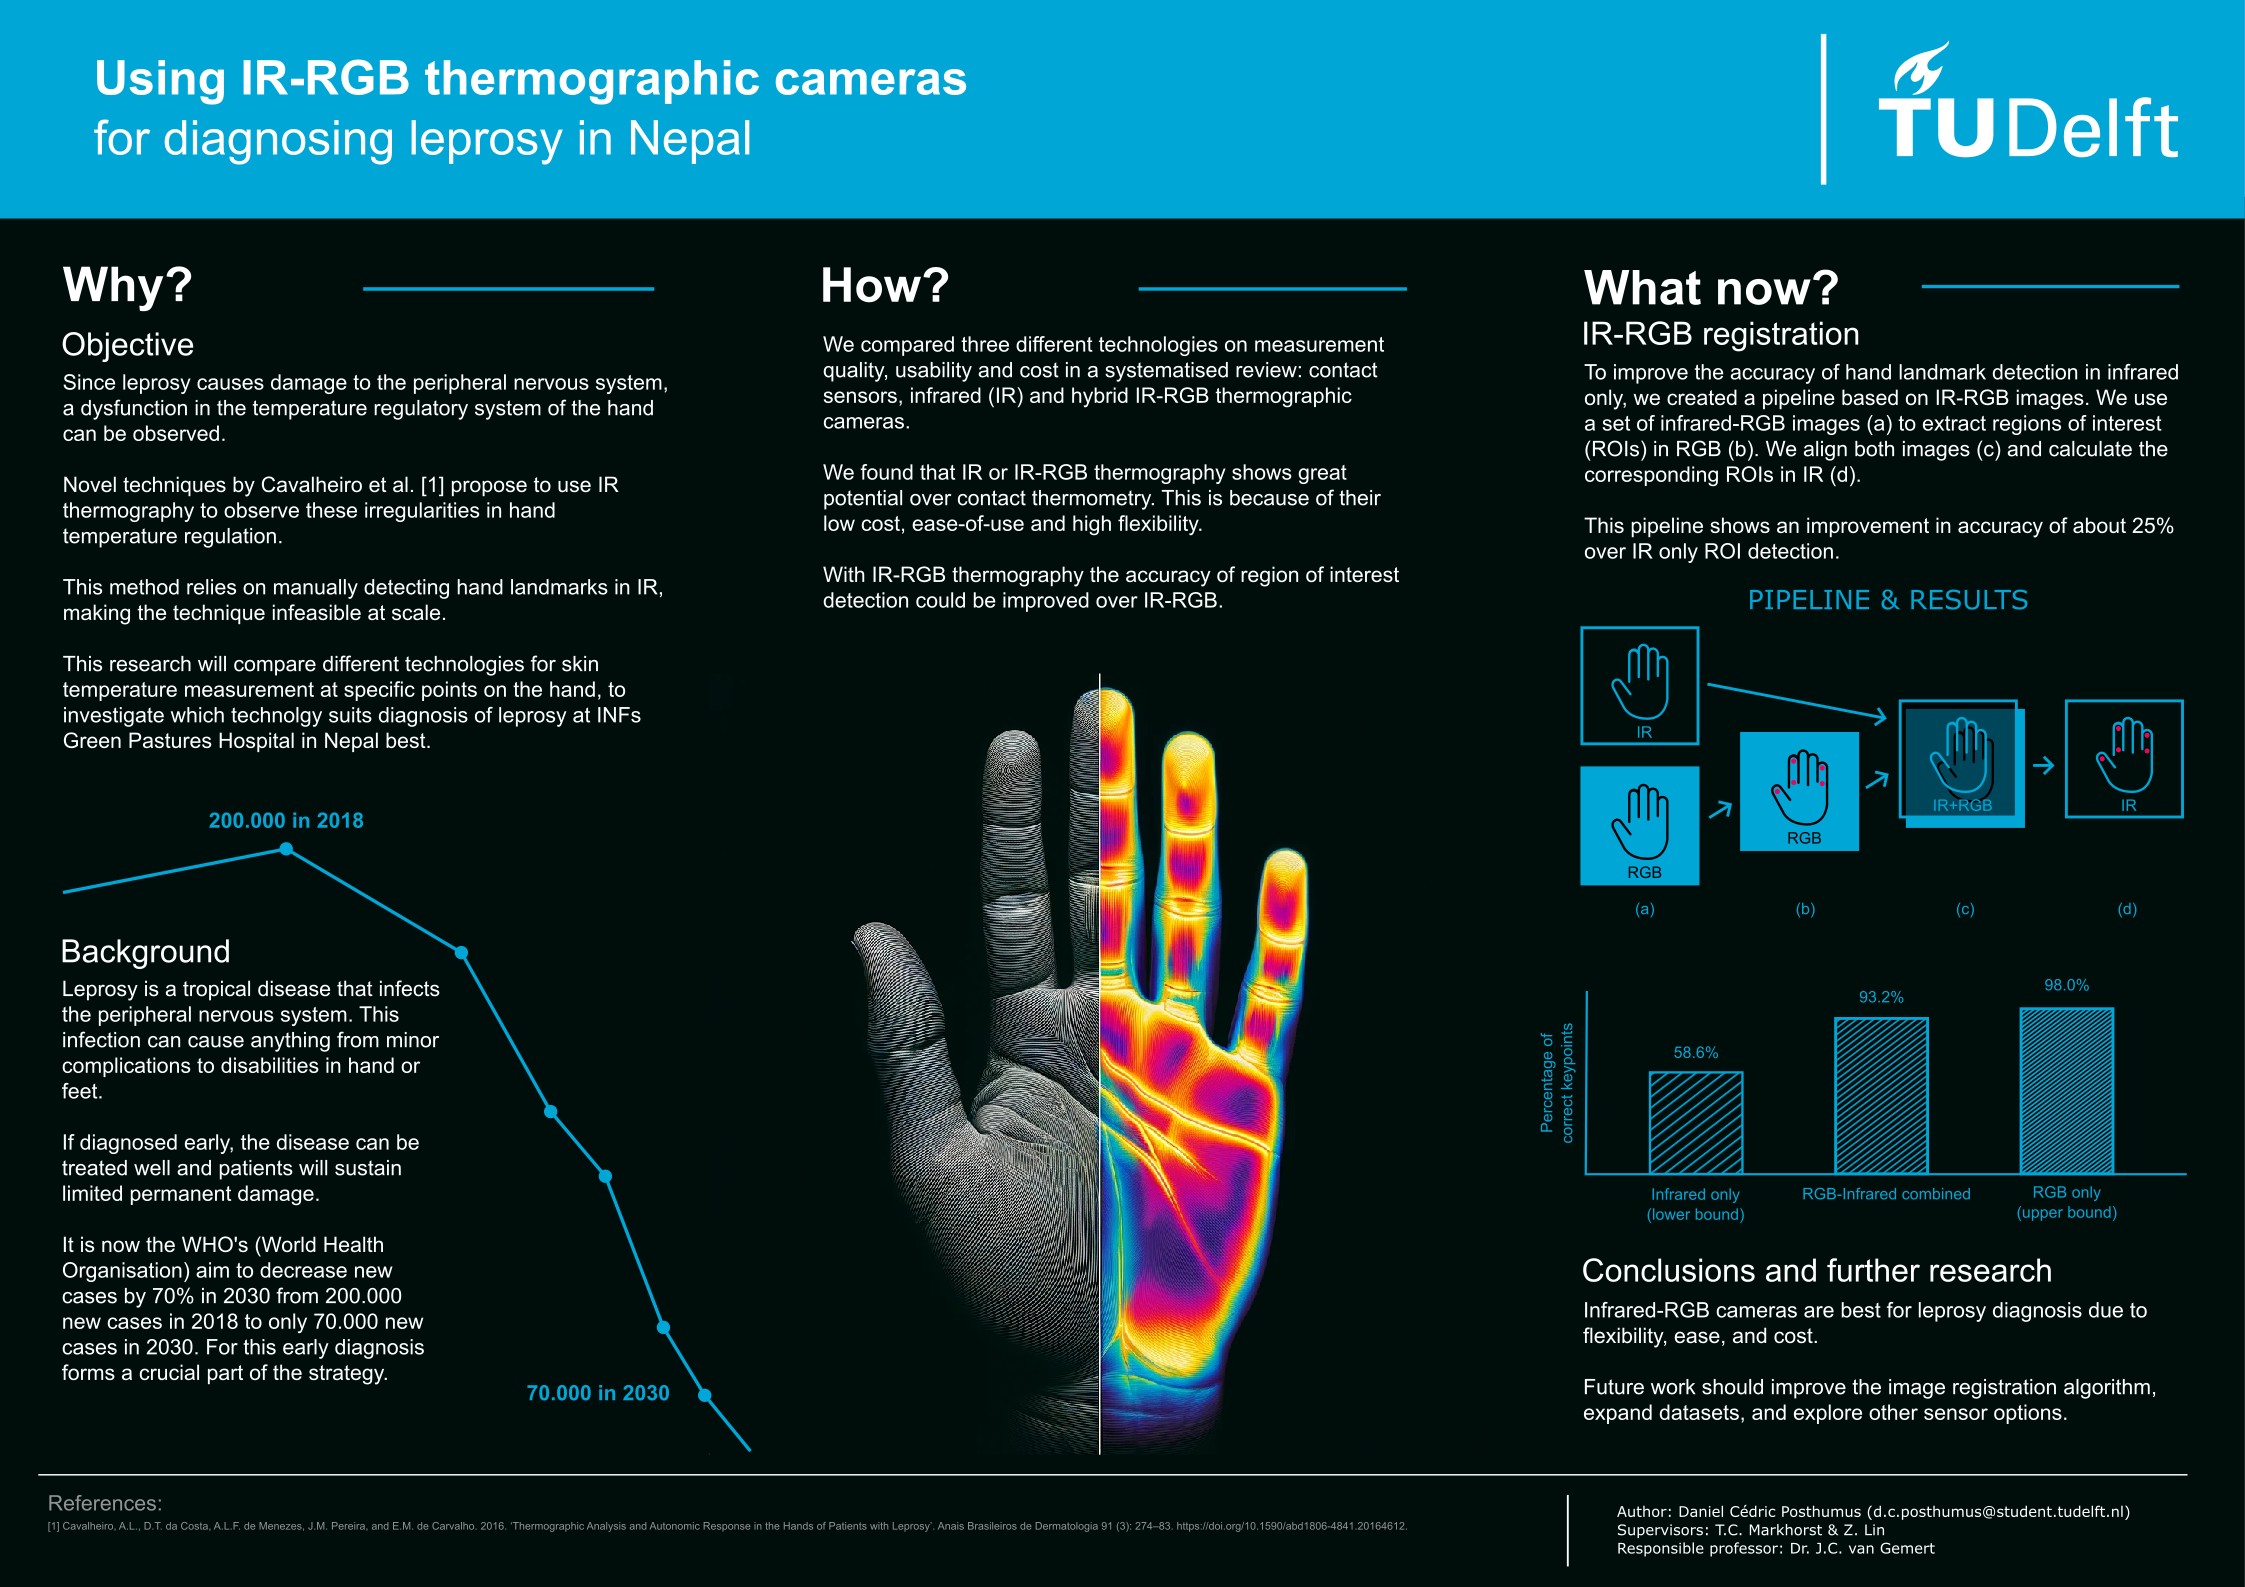 Using IR-RGB thermographic cameras
for diagnosing leprosy in Nepal
TUDelft
Why?
Objective
Since leprosy causes damage to the peripheral nervous system,
a dysfunction in the temperature regulatory system of the hand
can be observed.
Novel techniques by Cavalheiro et al. [1] propose to use IR
thermography to observe these irregularities in hand
temperature regulation.
This method relies on manually detecting hand landmarks in IR,
making the technique infeasible at scale.
This research will compare different technologies for skin
temperature measurement at specific points on the hand, to
investigate which technolgy suits diagnosis of leprosy at INFs
Green Pastures Hospital in Nepal best.
200.000 in 2018
Background
Leprosy is a tropical disease that infects
the peripheral nervous system. This
infection can cause anything from minor
complications to disabilities in hand or
feet.
If diagnosed early, the disease can be
treated well and patients will sustain
limited permanent damage.
It is now the WHO's (World Health
Organisation) aim to decrease new
cases by 70% in 2030 from 200.000
new cases in 2018 to only 70.000 new
cases in 2030. For this early diagnosis
forms a crucial part of the strategy.
70.000 in 2030
How?
We compared three different technologies on measurement
quality, usability and cost in a systematised review: contact
sensors, infrared (IR) and hybrid IR-RGB thermographic
cameras.
We found that IR or IR-RGB thermography shows great
potential over contact thermometry. This is because of their
low cost, ease-of-use and high flexibility.
With IR-RGB thermography the accuracy of region of interest
detection could be improved over IR-RGB.
What now?
IR-RGB registration
To improve the accuracy of hand landmark detection in infrared
only, we created a pipeline based on IR-RGB images. We use
a set of infrared-RGB images (a) to extract regions of interest
(ROIs) in RGB (b). We align both images (c) and calculate the
corresponding ROIs in IR (d).
This pipeline shows an improvement in accuracy of about 25%
over IR only ROI detection.
PIPELINE & RESULTS
IR
RGB
RGB
IR+RGB
IR
(a)
(b)
(c)
(d)
Percentage of
correct keypoints
58.6%
93.2%
98.0%
Infrared only
(lower bound)
RGB-Infrared combined
RGB only
(upper bound)
Conclusions and further research
Infrared-RGB cameras are best for leprosy diagnosis due to
flexibility, ease, and cost.
Future work should improve the image registration algorithm,
expand datasets, and explore other sensor options.
References:
[1] Cavalheiro, A.L., D.T. da Costa, A.L.F. de Menezes, J.M. Pereira, and E.M. de Carvalho. 2016. 'Thermographic Analysis and Autonomic Response in the Hands of Patients with Leprosy'. Anais Brasileiros de Dermatologia 91 (3): 274–83. https://doi.org/10.1590/abd1806-4841.20164612.
Author: Daniel Cédric Posthumus (d.c.posthumus@student.tudelft.nl)
Supervisors: T.C. Markhorst & Z. Lin
Responsible professor: Dr. J.C. van Gemert